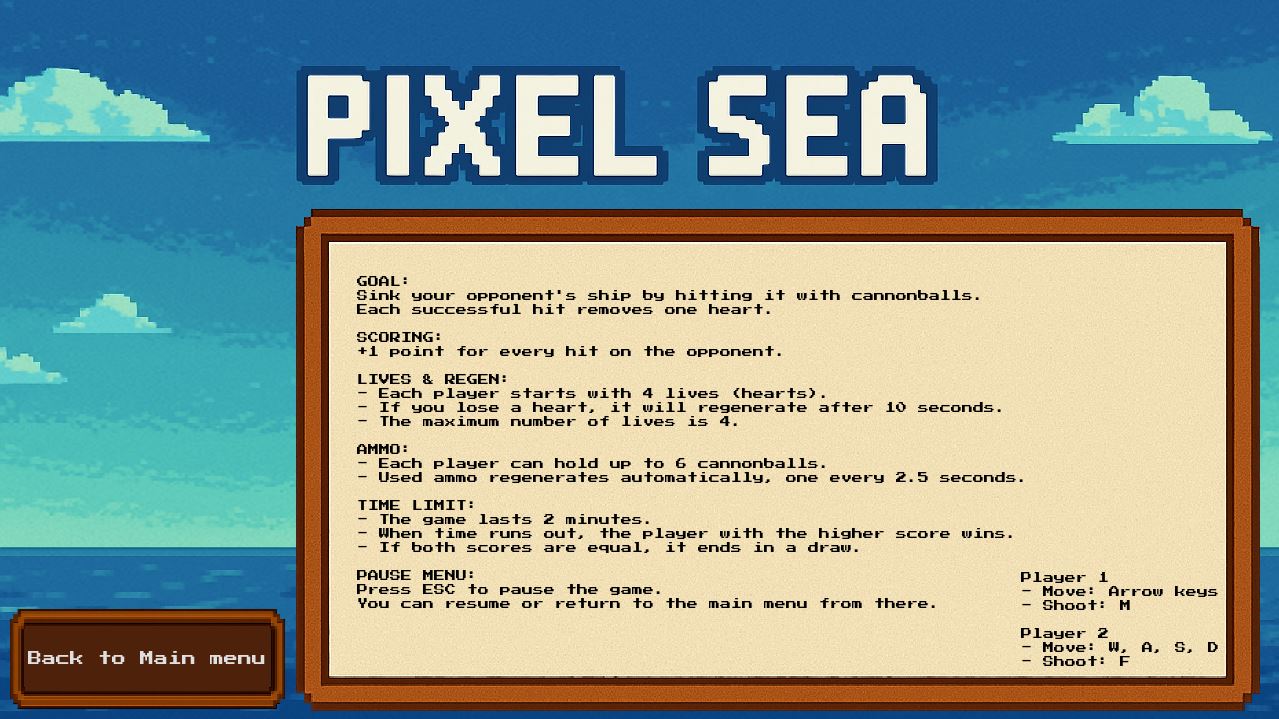 PIXEL SEA
GOAL:
Sink your opponent's ship by hitting it with cannonballs.
Each successful hit removes one heart.
SCORING:
+1 point for every hit on the opponent.
LIVES & REGEN:
- Each player starts with 4 lives (hearts).
- If you lose a heart, it will regenerate after 10 seconds.
- The maximum number of lives is 4.
AMMO:
- Each player can hold up to 6 cannonballs.
- Used ammo regenerates automatically, one every 2.5 seconds.
TIME LIMIT:
- The game lasts 2 minutes.
- When time runs out, the player with the higher score wins.
- If both scores are equal, it ends in a draw.
PAUSE MENU:
Press ESC to pause the game.
You can resume or return to the main menu from there.
Player 1
- Move: Arrow keys
- Shoot: M
Player 2
- Move: W, A, S, D
- Shoot: F
Back to Main menu